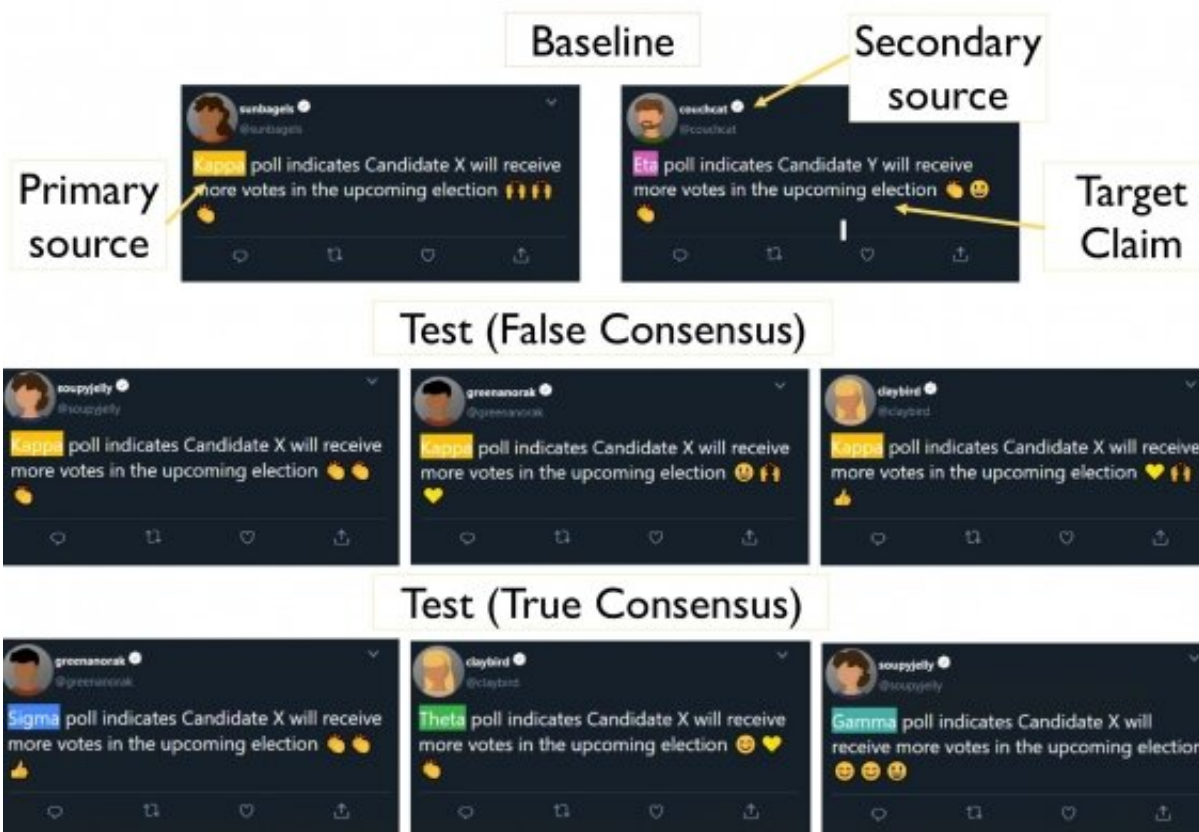 Baseline
Secondary
source
Primary
source
sunbagels
@sunbagels
Kappa poll indicates Candidate X will receive
more votes in the upcoming election 🙌🙌
👏
couchcat
@couchcat
Eta poll indicates Candidate Y will receive
more votes in the upcoming election 👏😃
👏
Target
Claim
Test (False Consensus)
soupyjelly
@soupyjelly
Kappa poll indicates Candidate X will receive
more votes in the upcoming election 👏👏
👏
greenanorak
@greenanorak
Kappa poll indicates Candidate X will receive
more votes in the upcoming election 😃🙌
💛
claybird
@claybird
Kappa poll indicates Candidate X will receive
more votes in the upcoming election 💛🙌
👍
Test (True Consensus)
greenanorak
@greenanorak
Sigma poll indicates Candidate X will receive
more votes in the upcoming election 👏👏
👍
claybird
@claybird
Theta poll indicates Candidate X will receive
more votes in the upcoming election 😊💛
👏
soupyjelly
@soupyjelly
Gamma poll indicates Candidate X will
receive more votes in the upcoming election
😊😊😃